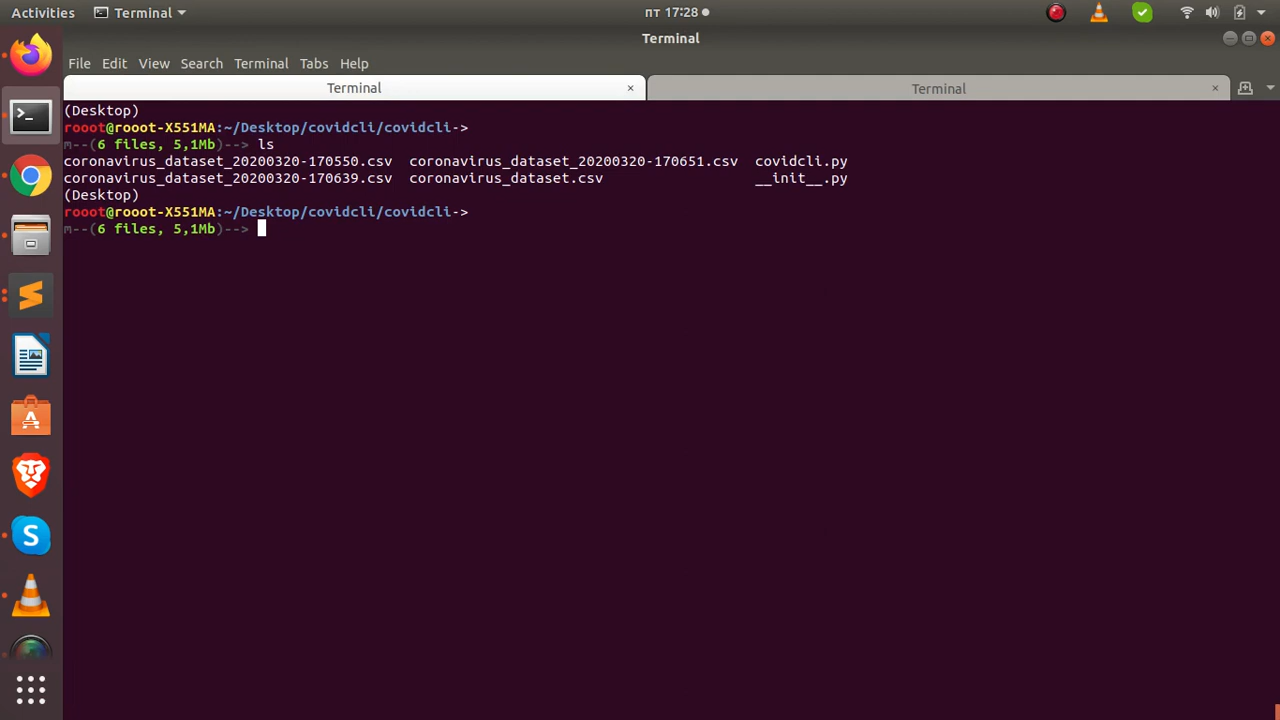 Activities Terminal пт 17:28
Terminal
File Edit View Search Terminal Tabs Help
Terminal × Terminal ×
(Desktop)
rooot@rooot-X551MA:~/Desktop/covidcli/covidcli->
--(6 files, 5,1Mb)--> ls
coronavirus_dataset_20200320-170550.csv coronavirus_dataset_20200320-170651.csv covidcli.py
coronavirus_dataset_20200320-170639.csv coronavirus_dataset.csv __init__.py
(Desktop)
rooot@rooot-X551MA:~/Desktop/covidcli/covidcli->
--(6 files, 5,1Mb)-->